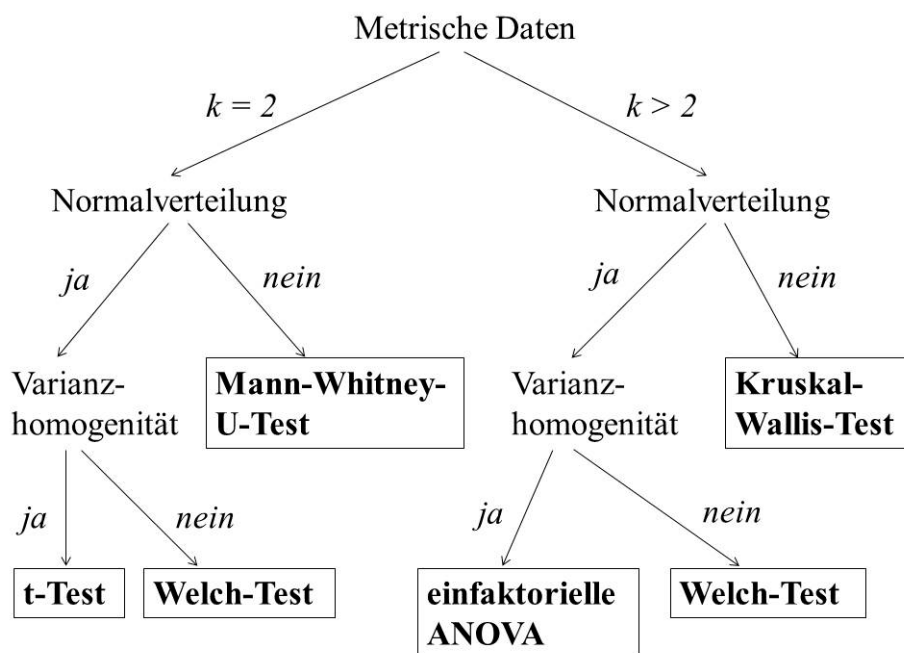 Metrische Daten
k = 2
k > 2
Normalverteilung
Normalverteilung
ja
nein
ja
nein
Varianz-
homogenität
Mann-Whitney-
U-Test
Varianz-
homogenität
Kruskal-
Wallis-Test
ja
nein
ja
nein
t-Test
Welch-Test
einfaktorielle
ANOVA
Welch-Test